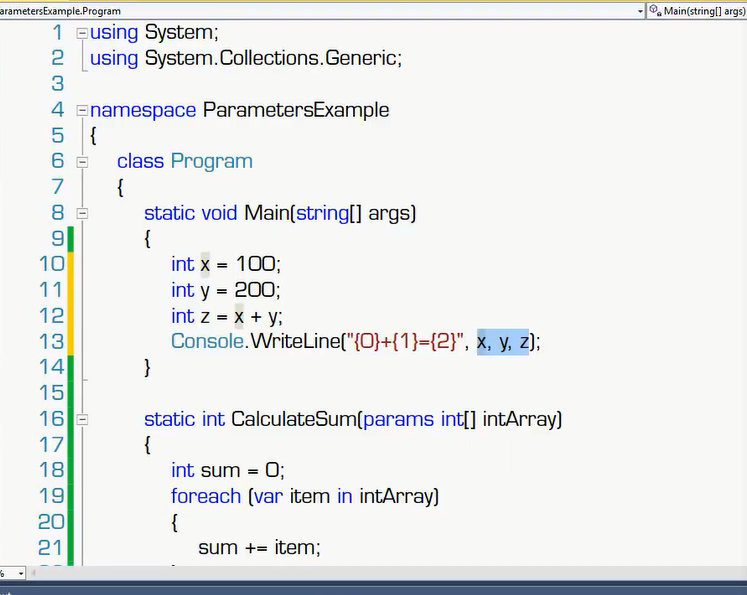 arametersExample.Program Main(string[] args)
1 using System;
2 using System.Collections.Generic;
3
4 namespace ParametersExample
5 {
6 class Program
7 {
8 static void Main(string[] args)
9 {
10 int x = 100;
11 int y = 200;
12 int z = x + y;
13 Console.WriteLine("{0}+{1}={2}", x, y, z);
14 }
15
16 static int CalculateSum(params int[] intArray)
17 {
18 int sum = 0;
19 foreach (var item in intArray)
20 {
21 sum += item;
%